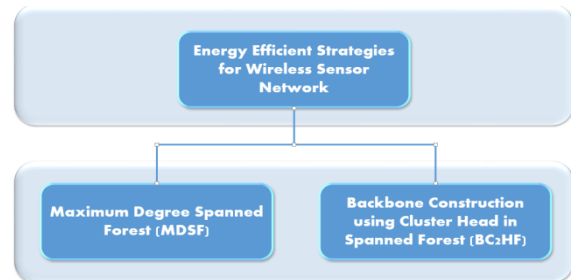 Energy Efficient Strategies
for Wireless Sensor
Network
Maximum Degree Spanned
Forest (MDSF)
Backbone Construction
using Cluster Head in
Spanned Forest (BC2HF)